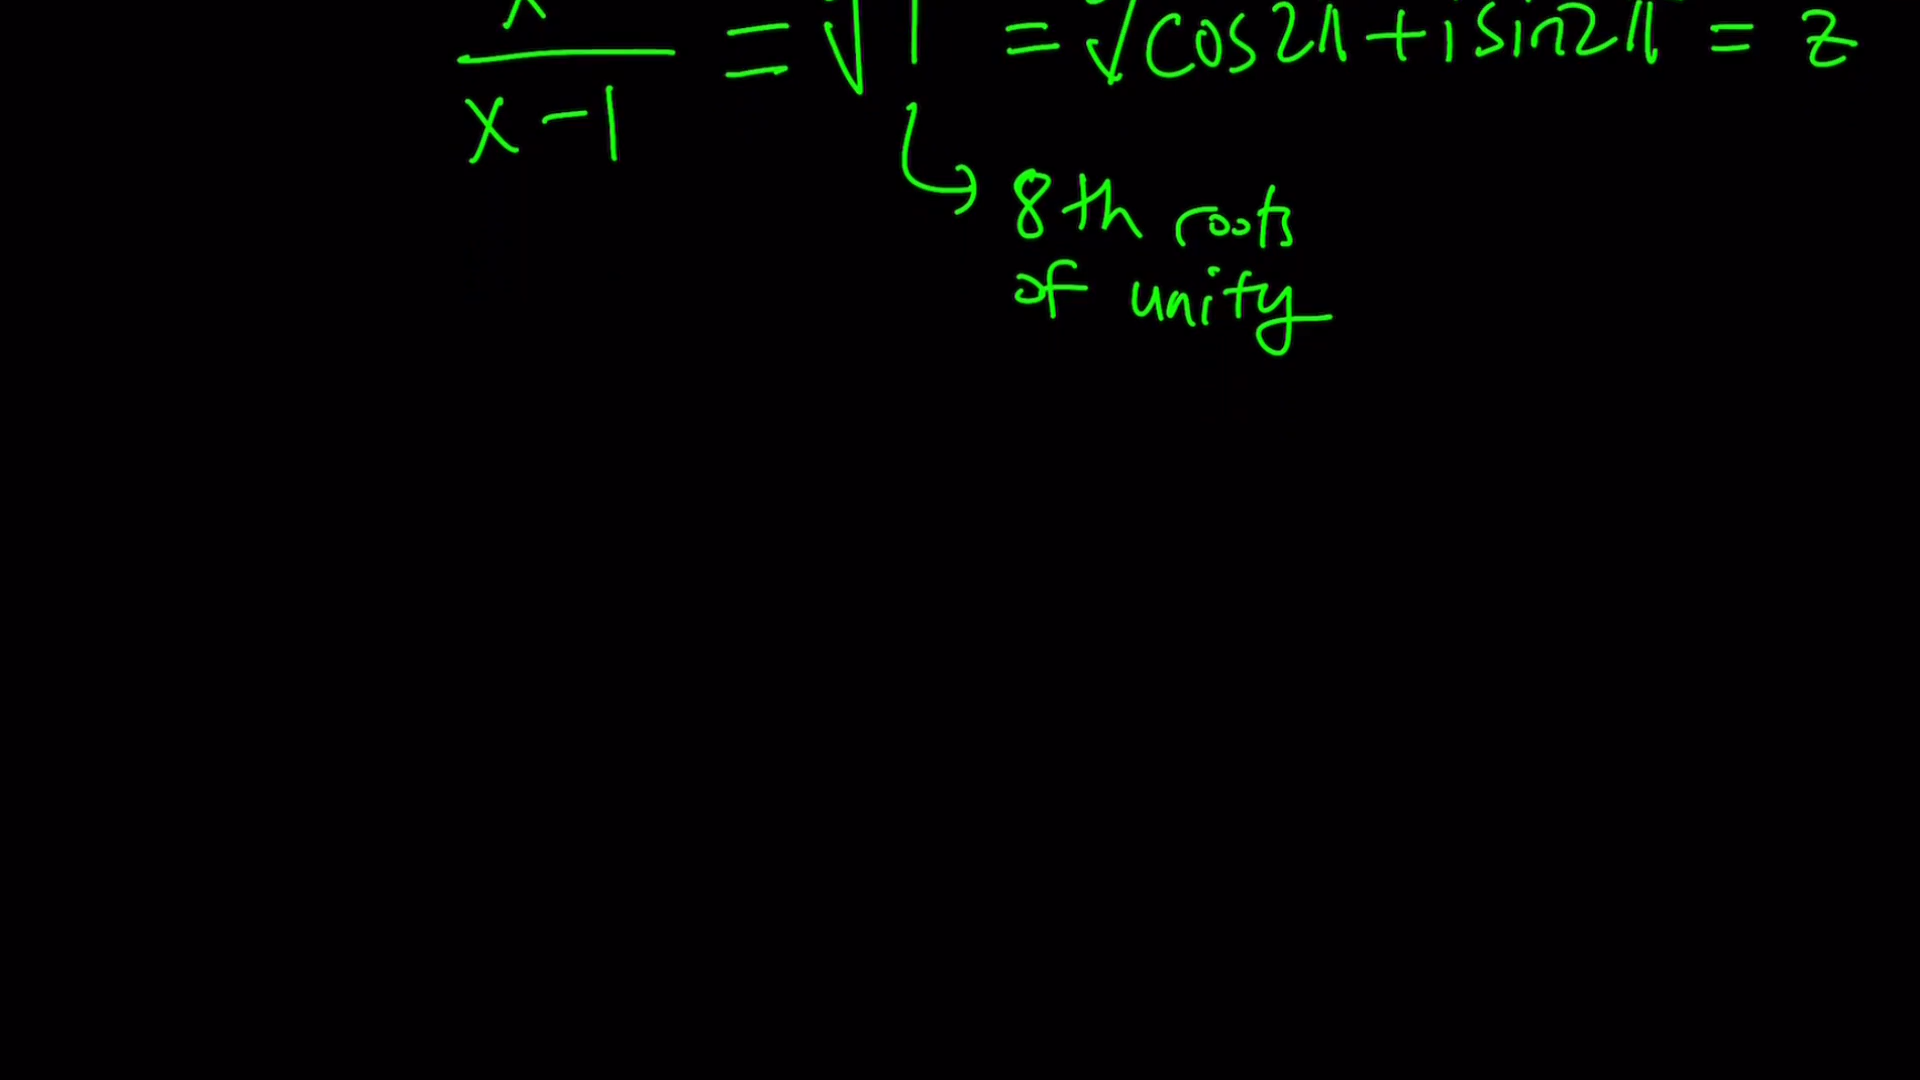 x = √1 = √cos2π+isin2π = z
x-1
8th roots
of unity